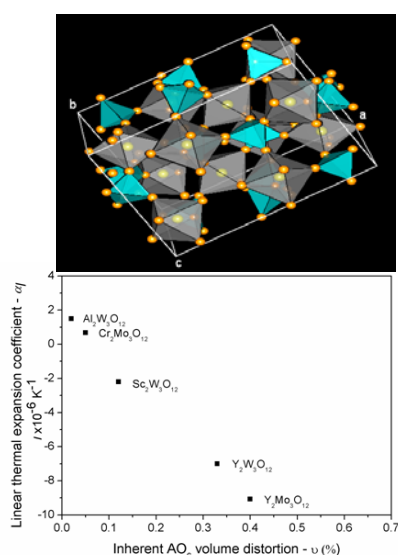 b
a
c
Linear thermal expansion coefficient - αₗ
/ x10⁻⁶ K⁻¹
2
0
-2
-4
-6
-8
-10
Al₂W₃O₁₂
Cr₂Mo₃O₁₂
Sc₂W₃O₁₂
Y₂W₃O₁₂
Y₂Mo₃O₁₂
0.0 0.1 0.2 0.3 0.4 0.5 0.6 0.7
Inherent AO₆ volume distortion - υ (%)